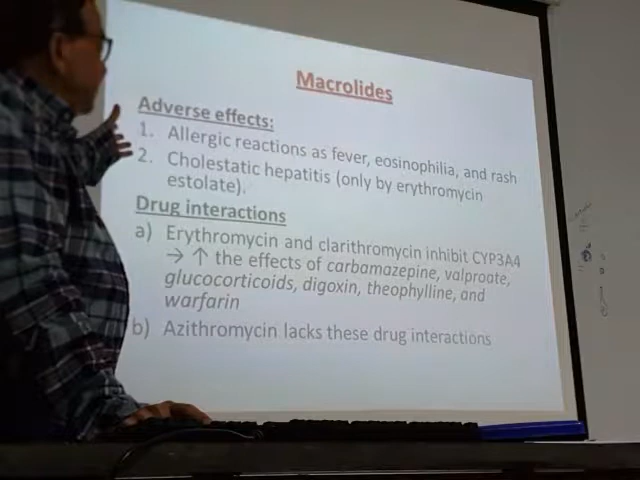 Macrolides
Adverse effects:
1. Allergic reactions as fever, eosinophilia, and rash
2. Cholestatic hepatitis (only by erythromycin
estolate).
Drug interactions
a) Erythromycin and clarithromycin inhibit CYP3A4
→ ↑ the effects of carbamazepine, valproate,
glucocorticoids, digoxin, theophylline, and
warfarin
b) Azithromycin lacks these drug interactions